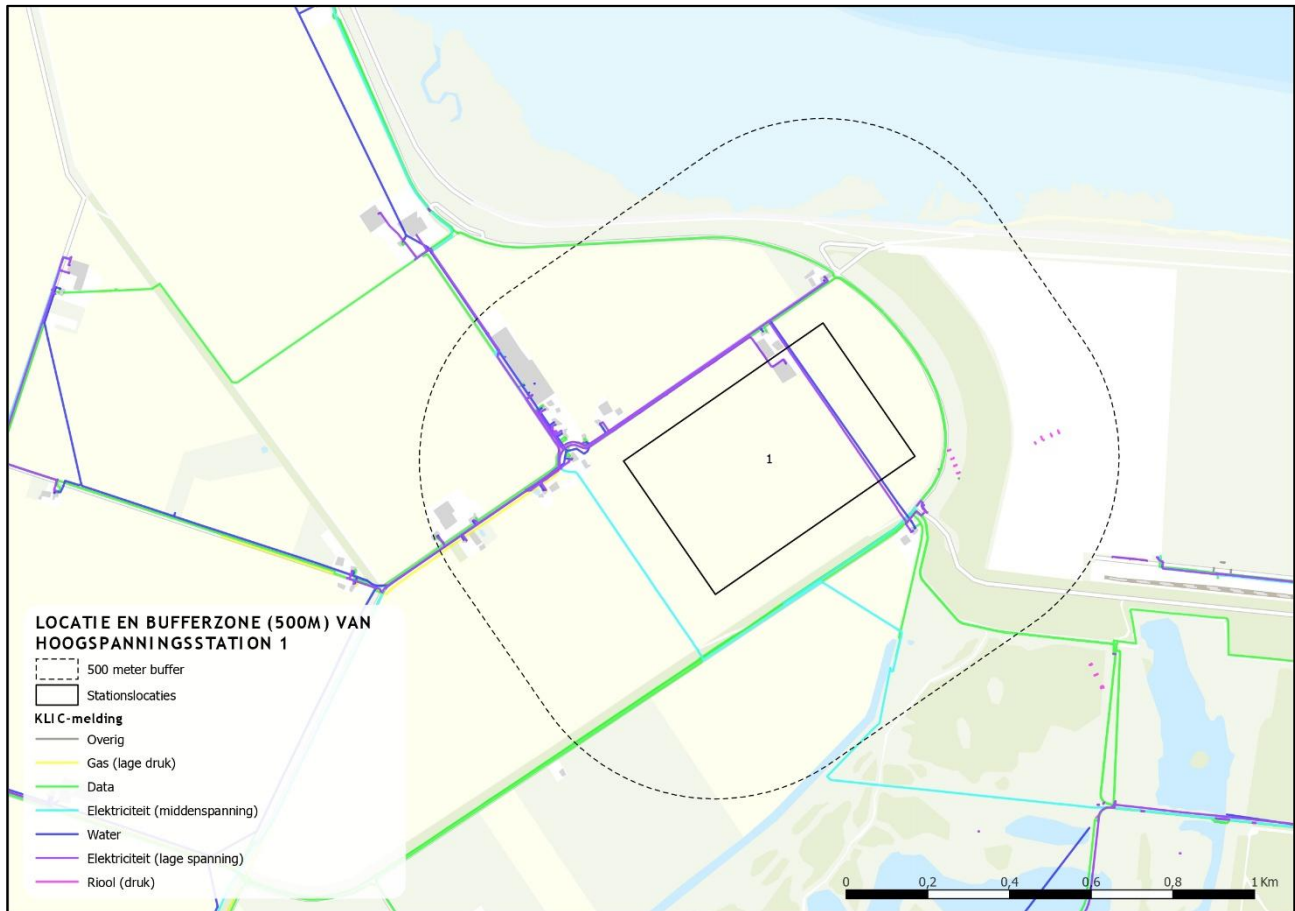 1
LOCATIE EN BUFFERZONE (500M) VAN
HOOGSPANNINGSSTATION 1
500 meter buffer
Stationslocaties
KLIC-melding
Overig
Gas (lage druk)
Data
Elektriciteit (middenspanning)
Water
Elektriciteit (lage spanning)
Riool (druk)
0 0,2 0,4 0,6 0,8 1 Km